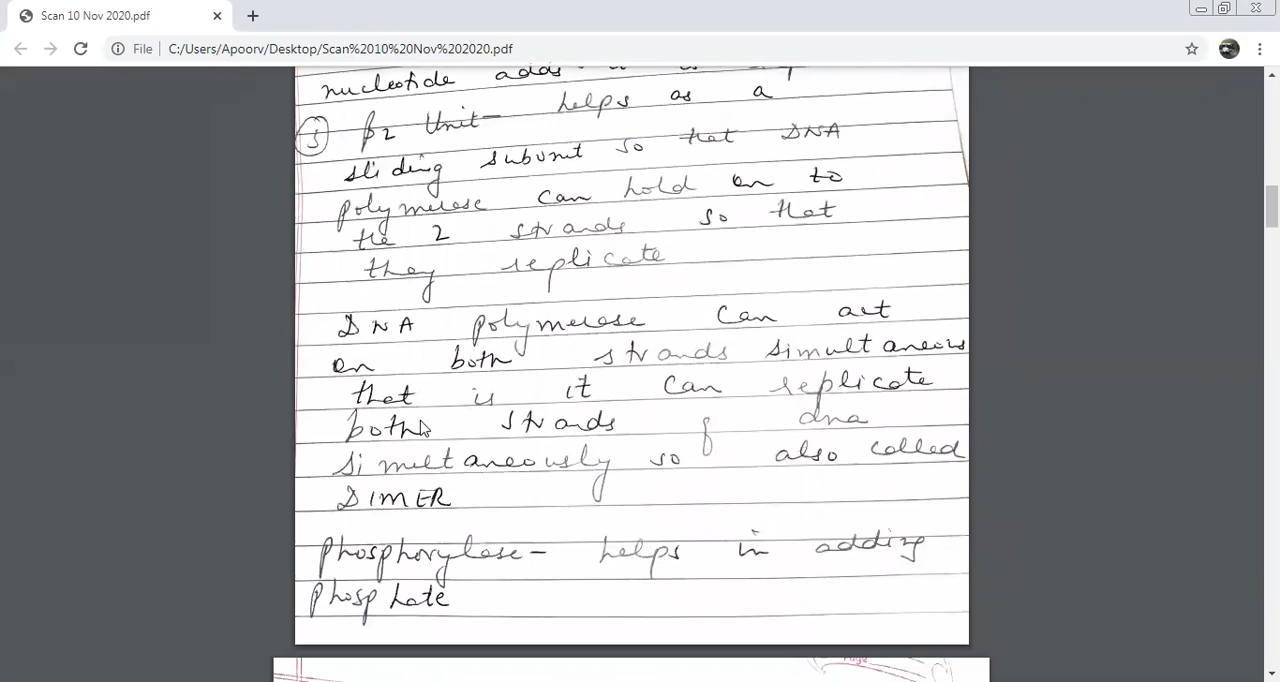 Scan 10 Nov 2020.pdf
File C:/Users/Apoorv/Desktop/Scan%2010%20Nov%202020.pdf
nucleotide adds
③ β2 Unit- helps as a
sliding subunit so that DNA
polymerase can hold on to
the 2 strands so that
they replicate
DNA polymerase can act
on both strands simultaneous
that is it can replicate
both strands of dna
simultaneously so also called
DIMER
Phosphorylase- helps in adding
Phosphate
Page